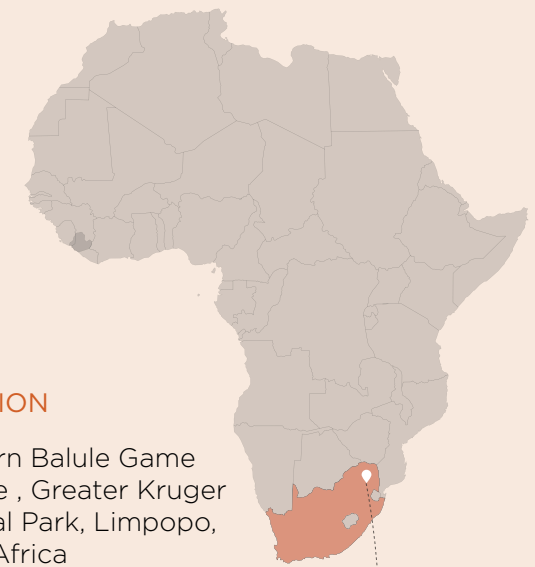 ION
rn Balule Game
e , Greater Kruger
al Park, Limpopo,
Africa